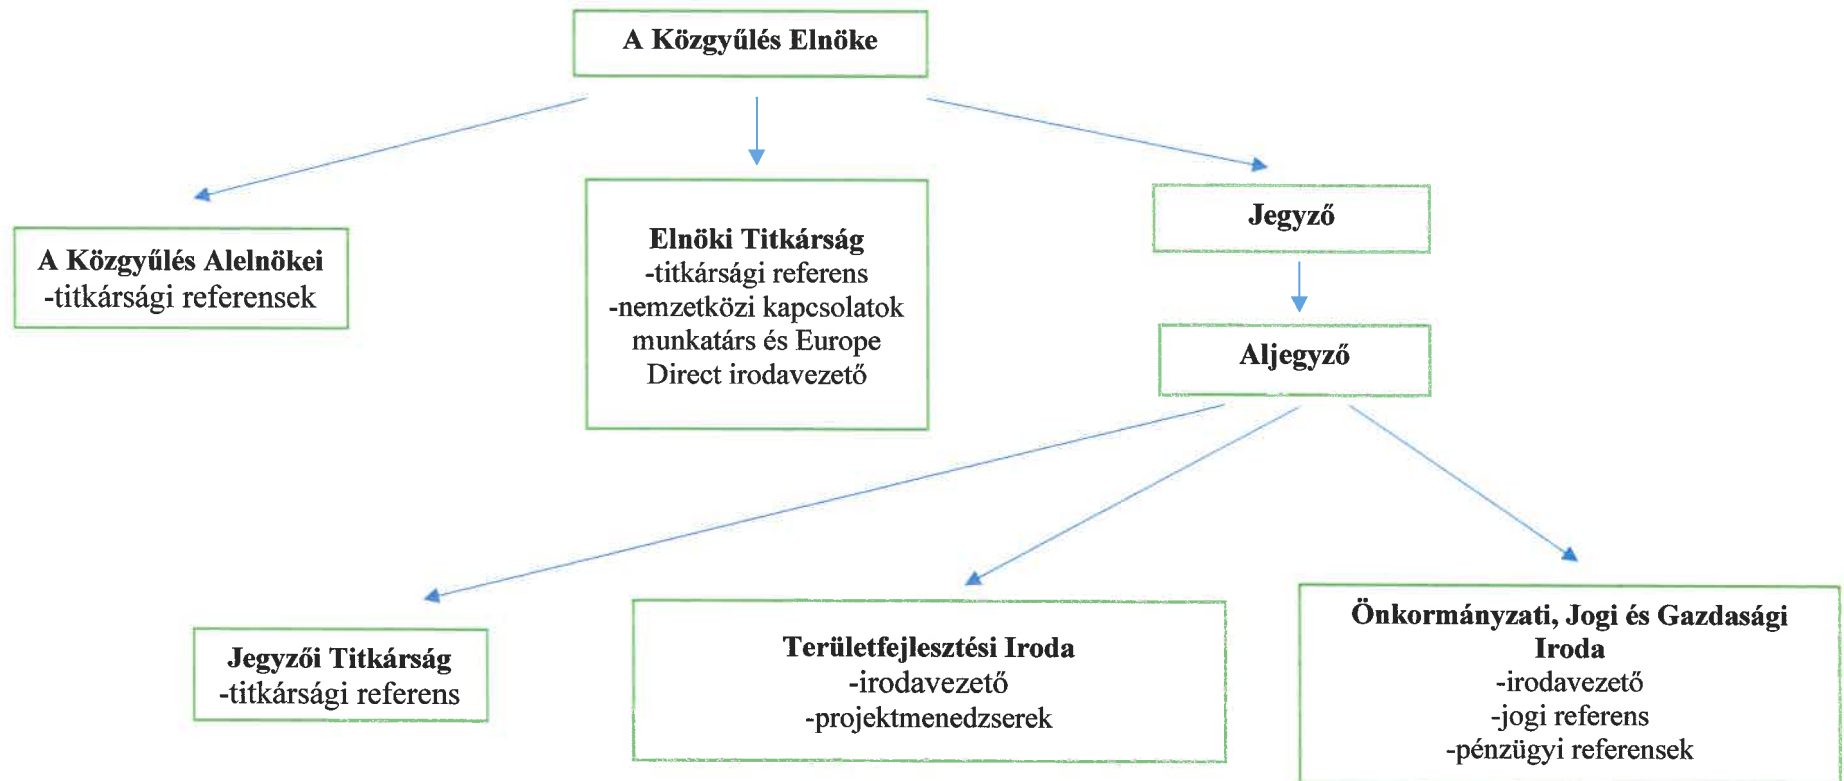 A Közgyűlés Elnöke
A Közgyűlés Alelnökei
-titkársági referensek
Elnöki Titkárság
-titkársági referens
-nemzetközi kapcsolatok
munkatárs és Europe
Direct irodavezető
Jegyző
Aljegyző
Jegyzői Titkárság
-titkársági referens
Területfejlesztési Iroda
-irodavezető
-projektmenedzserek
Önkormányzati, Jogi és Gazdasági
Iroda
-irodavezető
-jogi referens
-pénzügyi referensek